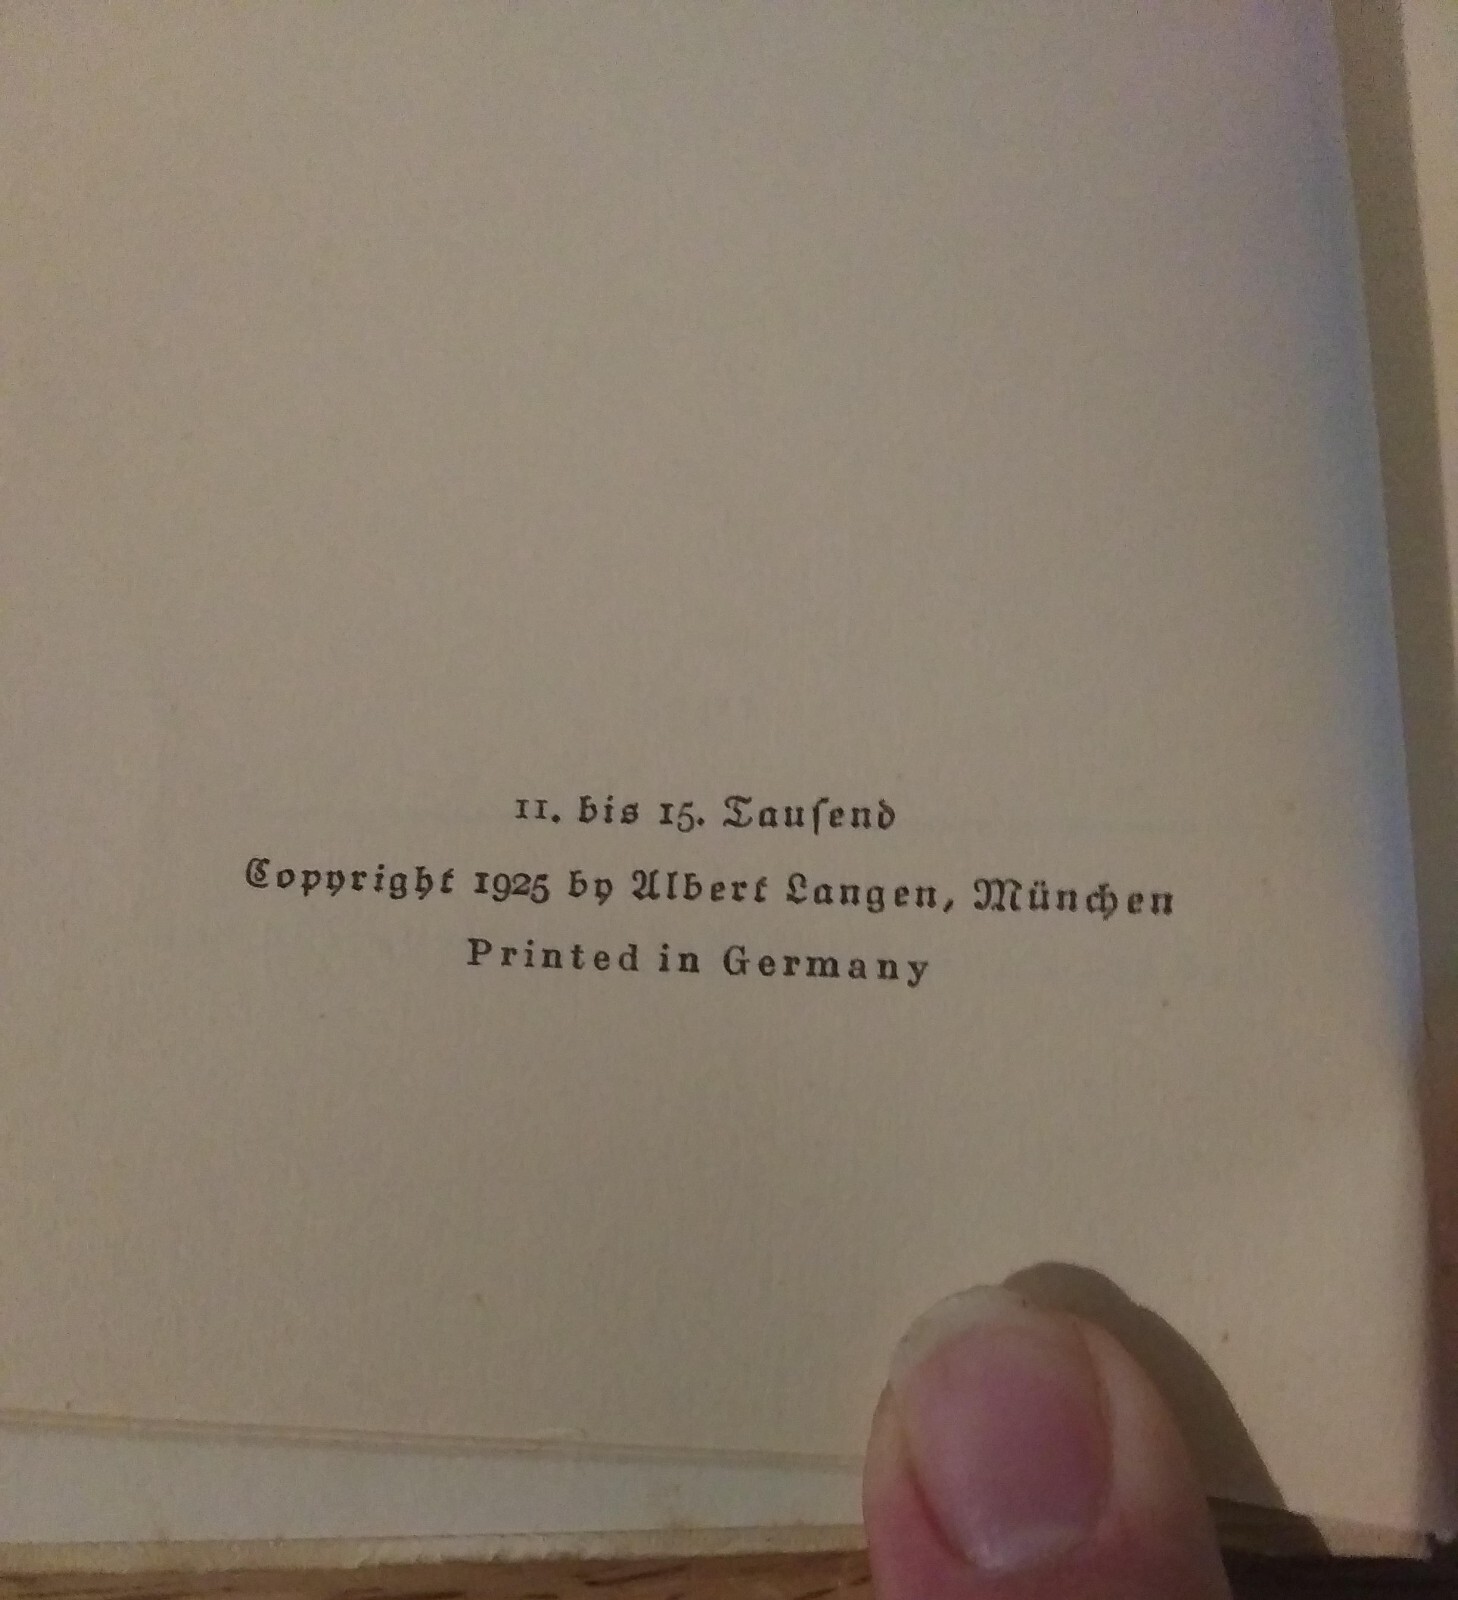 11. bis 15. Tauſend
Copyright 1925 by Albert Langen, München
Printed in Germany